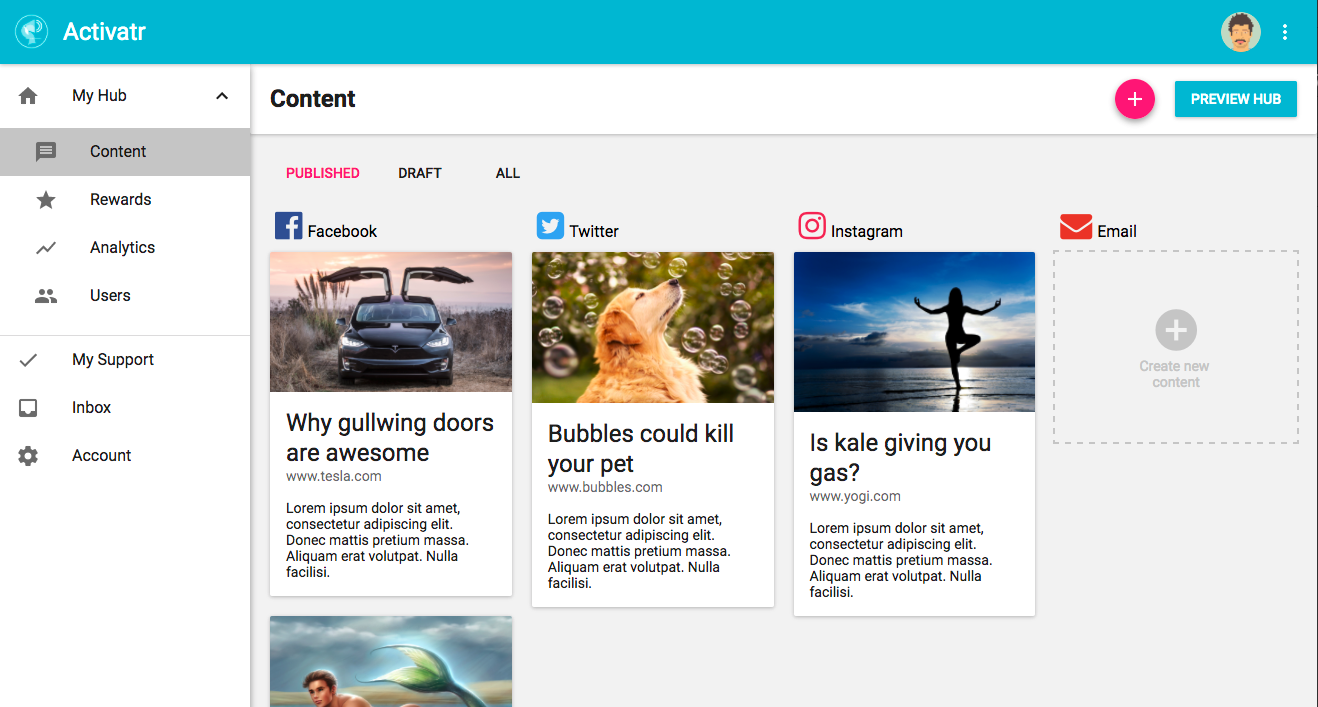 Activatr
My Hub
Content
Rewards
Analytics
Users
My Support
Inbox
Account
Content
PREVIEW HUB
PUBLISHED
DRAFT
ALL
Facebook
Why gullwing doors
are awesome
www.tesla.com
Lorem ipsum dolor sit amet,
consectetur adipiscing elit.
Donec mattis pretium massa.
Aliquam erat volutpat. Nulla
facilisi.
Twitter
Bubbles could kill
your pet
www.bubbles.com
Lorem ipsum dolor sit amet,
consectetur adipiscing elit.
Donec mattis pretium massa.
Aliquam erat volutpat. Nulla
facilisi.
Instagram
Is kale giving you
gas?
www.yogi.com
Lorem ipsum dolor sit amet,
consectetur adipiscing elit.
Donec mattis pretium massa.
Aliquam erat volutpat. Nulla
facilisi.
Email
Create new
content